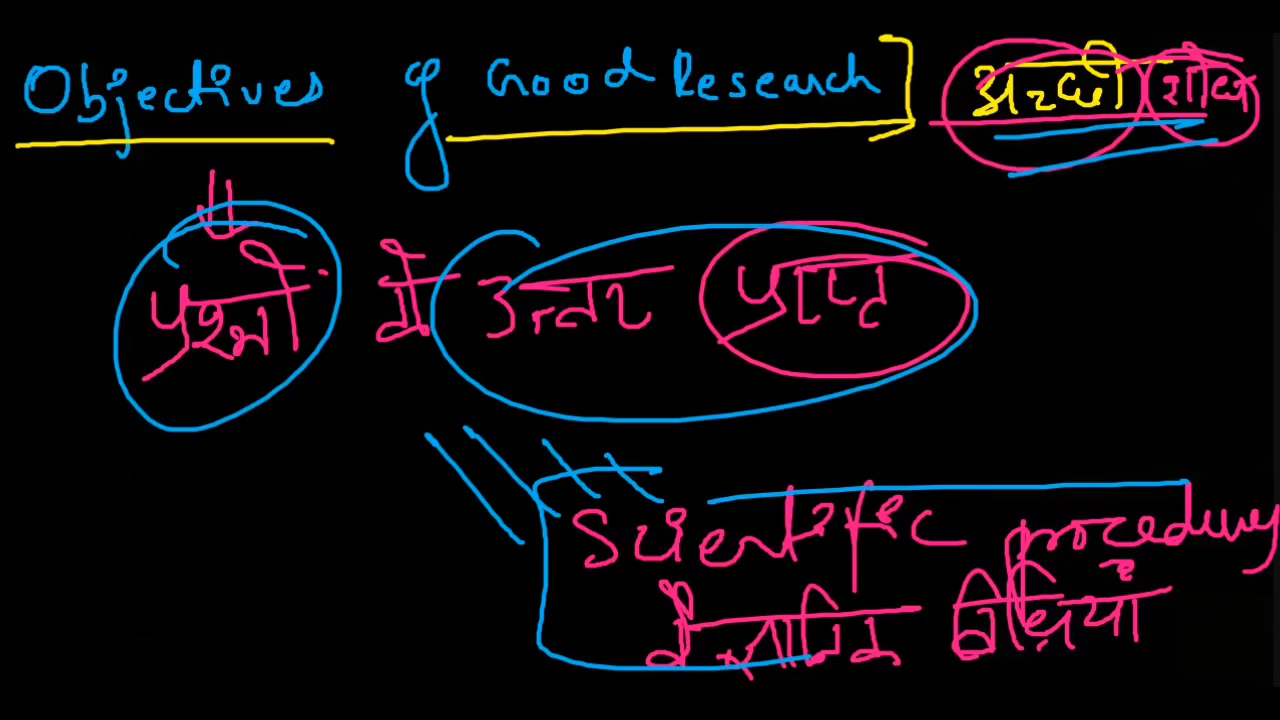 Objectives of Good Research] अच्छी शोध
प्रश्नों के उत्तर प्राप्त
Scientific procedures
वैज्ञानिक विधियाँ